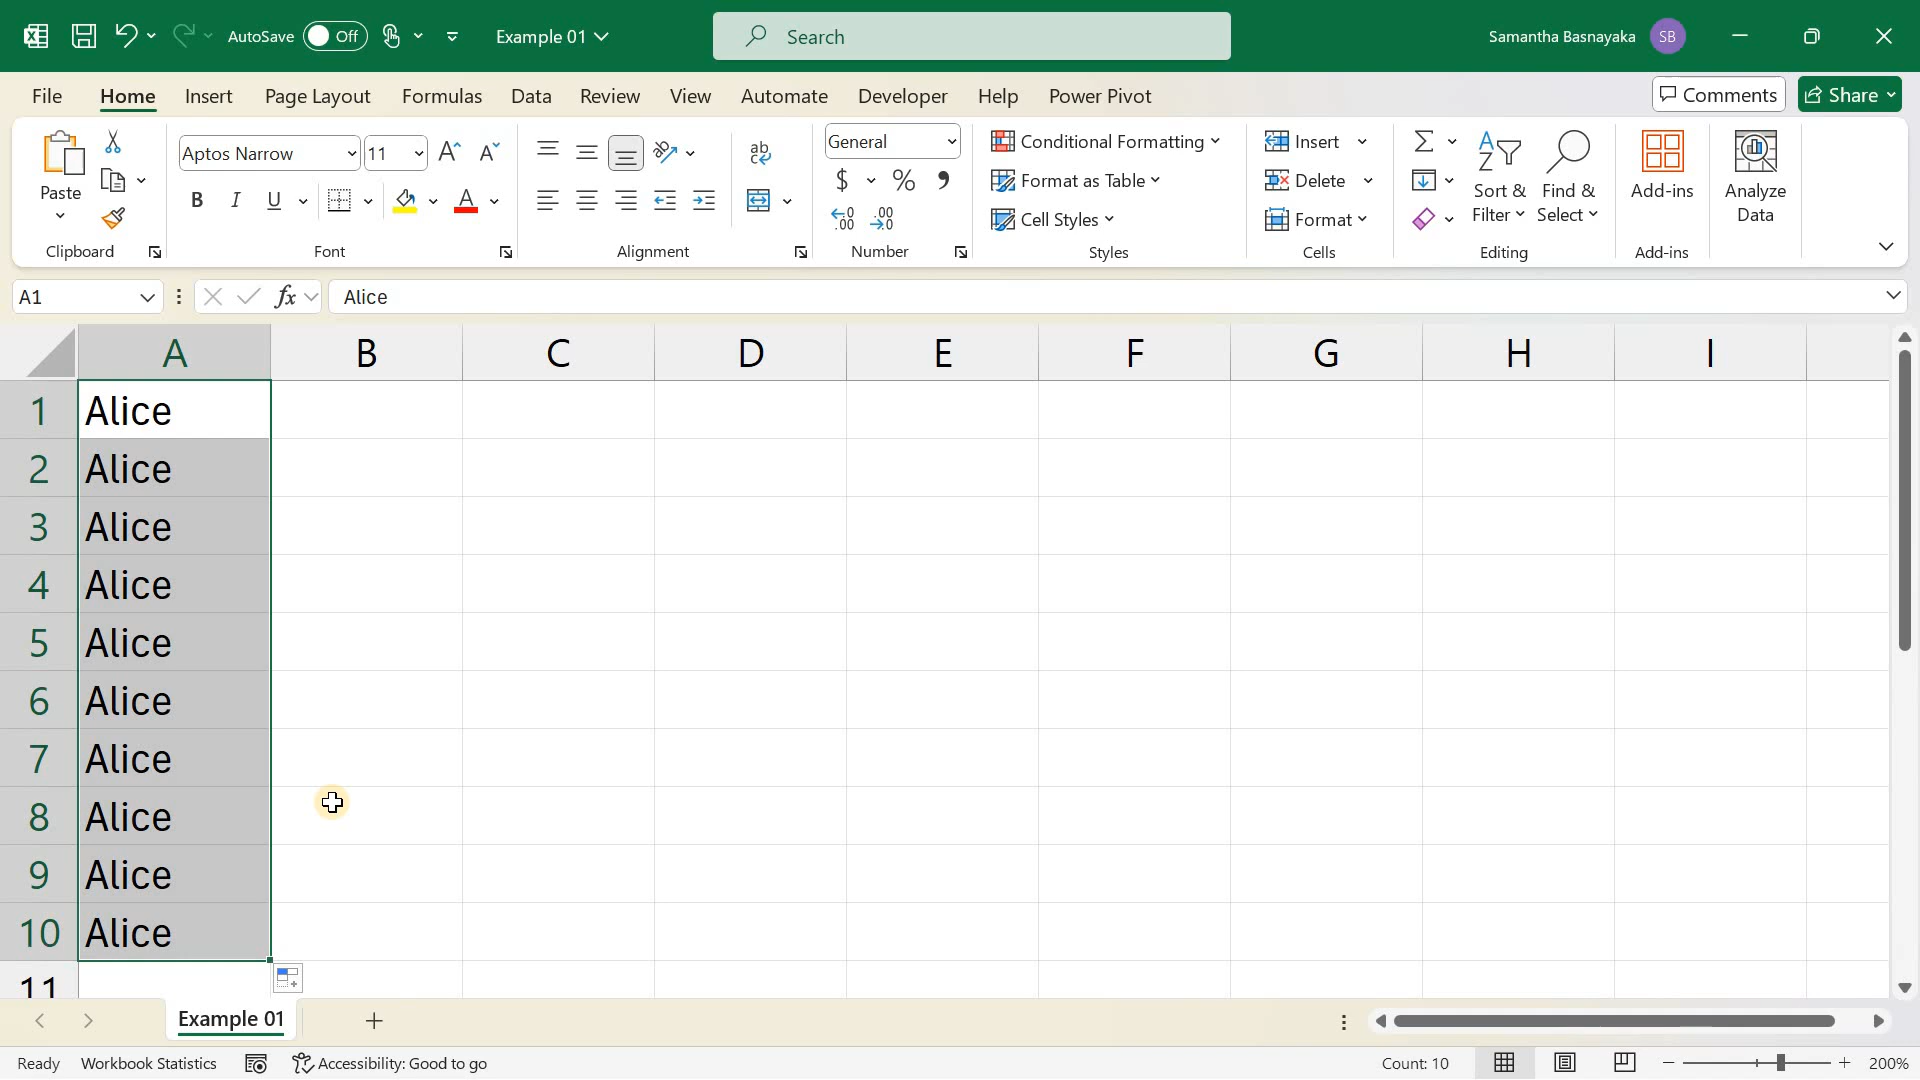 AutoSave Off Example 01 Search Samantha Basnayaka SB
File Home Insert Page Layout Formulas Data Review View Automate Developer Help Power Pivot Comments Share
Paste
Clipboard
Aptos Narrow 11
B I U A
Font
ab
Alignment
General
$ % ,
.00 .0
Number
Conditional Formatting
Format as Table
Cell Styles
Styles
Insert
Delete
Format
Cells
Sort & Filter
Find & Select
Editing
Add-ins
Add-ins
Analyze Data
A1 fx Alice
A B C D E F G H I
1 Alice
2 Alice
3 Alice
4 Alice
5 Alice
6 Alice
7 Alice
8 Alice
9 Alice
10 Alice
11
Example 01
Ready Workbook Statistics Accessibility: Good to go Count: 10 200%